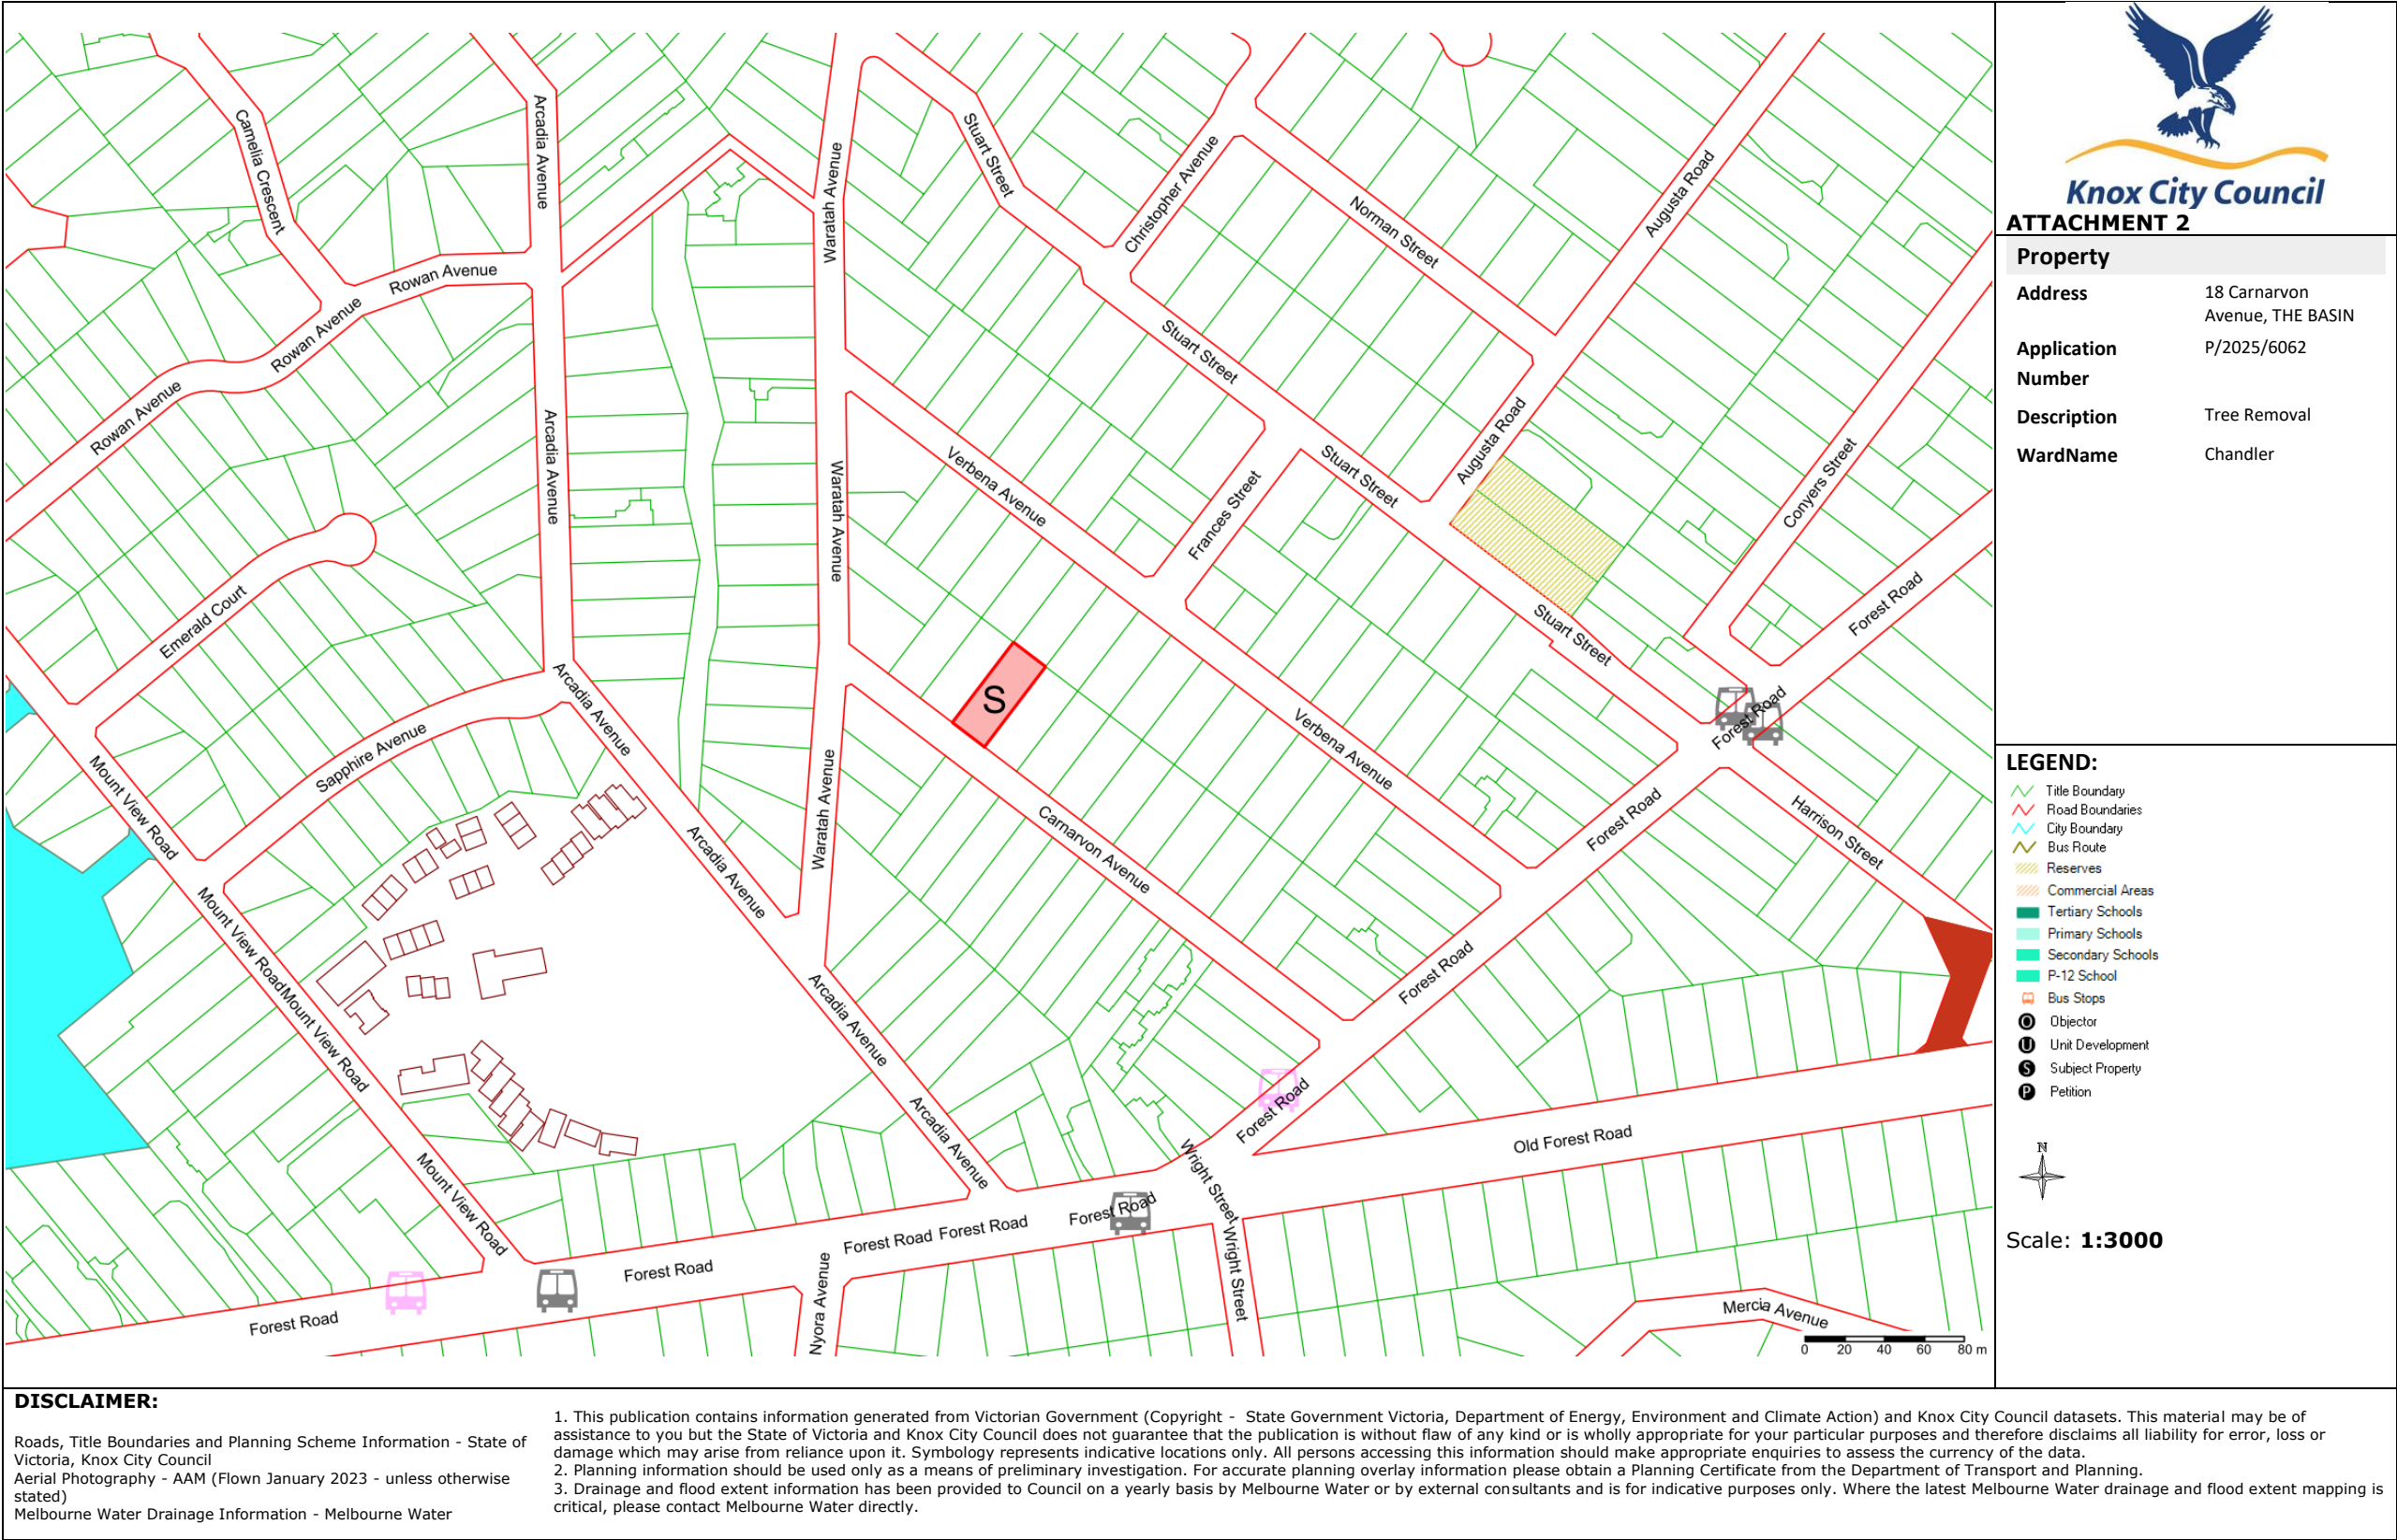 Camelia Crescent
Arcadia Avenue
Waratah Avenue
Stuart Street
Christopher Avenue
Norman Street
Augusta Road
Rowan Avenue
Rowan Avenue
Rowan Avenue
Stuart Street
Arcadia Avenue
Verbena Avenue
Waratah Avenue
Frances Street
Stuart Street
Augusta Road
Conyers Street
Forest Road
Emerald Court
Stuart Street
S
Arcadia Avenue
Sapphire Avenue
Verbena Avenue
Forest Road
Mount View Road
Waratah Avenue
Carnarvon Avenue
Forest Road
Harrison Street
Arcadia Avenue
Mount View Road
Forest Road
Mount View Road
Arcadia Avenue
Arcadia Avenue
Forest Road
Old Forest Road
Mount View Road
Wright Street
Wright Street
Forest Road
Forest Road
Forest Road
Forest Road
Forest Road
Nyora Avenue
Mercia Avenue
0 20 40 60 80 m
Knox City Council
ATTACHMENT 2
Property
Address 18 Carnarvon
Avenue, THE BASIN
Application P/2025/6062
Number
Description Tree Removal
WardName Chandler
LEGEND:
Title Boundary
Road Boundaries
City Boundary
Bus Route
Reserves
Commercial Areas
Tertiary Schools
Primary Schools
Secondary Schools
P-12 School
Bus Stops
O Objector
U Unit Development
S Subject Property
P Petition
N
Scale: 1:3000
DISCLAIMER:
Roads, Title Boundaries and Planning Scheme Information - State of
Victoria, Knox City Council
Aerial Photography - AAM (Flown January 2023 - unless otherwise
stated)
Melbourne Water Drainage Information - Melbourne Water
1. This publication contains information generated from Victorian Government (Copyright - State Government Victoria, Department of Energy, Environment and Climate Action) and Knox City Council datasets. This material may be of
assistance to you but the State of Victoria and Knox City Council does not guarantee that the publication is without flaw of any kind or is wholly appropriate for your particular purposes and therefore disclaims all liability for error, loss or
damage which may arise from reliance upon it. Symbology represents indicative locations only. All persons accessing this information should make appropriate enquiries to assess the currency of the data.
2. Planning information should be used only as a means of preliminary investigation. For accurate planning overlay information please obtain a Planning Certificate from the Department of Transport and Planning.
3. Drainage and flood extent information has been provided to Council on a yearly basis by Melbourne Water or by external consultants and is for indicative purposes only. Where the latest Melbourne Water drainage and flood extent mapping is
critical, please contact Melbourne Water directly.